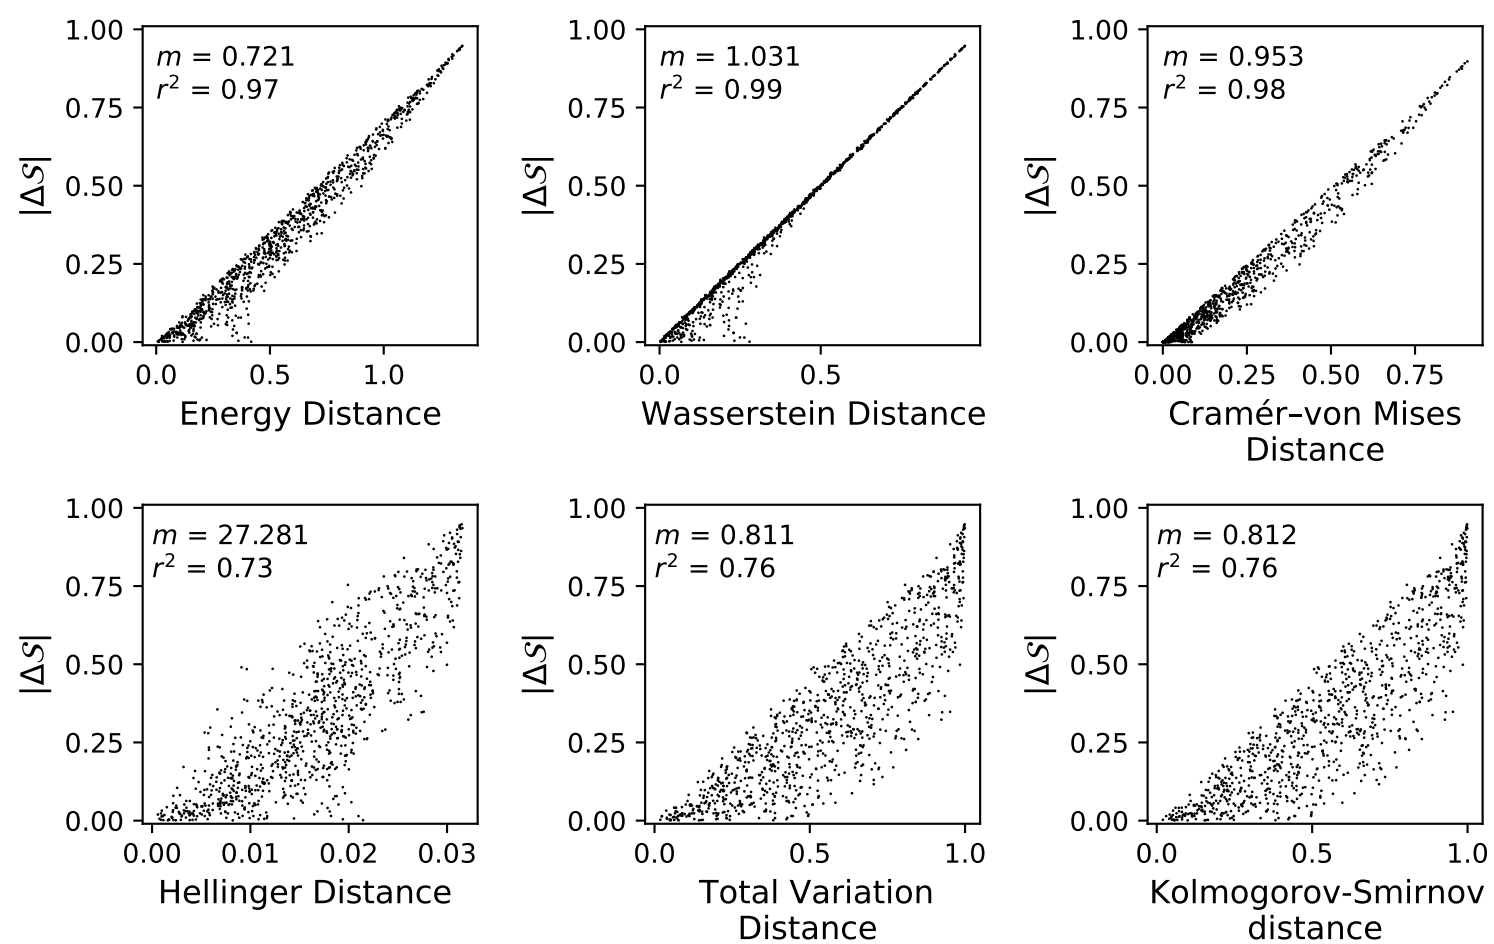 1.00
0.75
0.50
0.25
0.00
|Δ𝒮|
m = 0.721
r² = 0.97
0.0 0.5 1.0
Energy Distance
1.00
0.75
0.50
0.25
0.00
|Δ𝒮|
m = 1.031
r² = 0.99
0.0 0.5
Wasserstein Distance
1.00
0.75
0.50
0.25
0.00
|Δ𝒮|
m = 0.953
r² = 0.98
0.00 0.25 0.50 0.75
Cramér–von Mises
Distance
1.00
0.75
0.50
0.25
0.00
|Δ𝒮|
m = 27.281
r² = 0.73
0.00 0.01 0.02 0.03
Hellinger Distance
1.00
0.75
0.50
0.25
0.00
|Δ𝒮|
m = 0.811
r² = 0.76
0.0 0.5 1.0
Total Variation
Distance
1.00
0.75
0.50
0.25
0.00
|Δ𝒮|
m = 0.812
r² = 0.76
0.0 0.5 1.0
Kolmogorov-Smirnov
distance